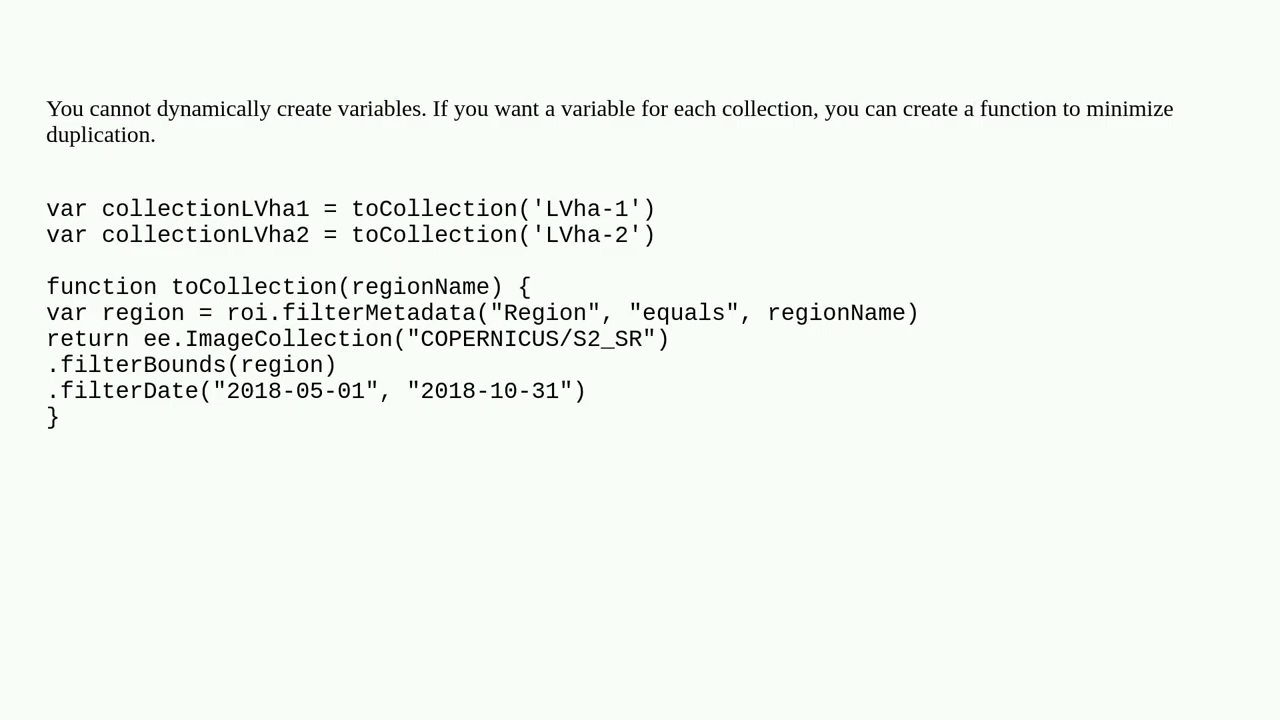 You cannot dynamically create variables. If you want a variable for each collection, you can create a function to minimize
duplication.
var collectionLVha1 = toCollection('LVha-1')
var collectionLVha2 = toCollection('LVha-2')
function toCollection(regionName) {
var region = roi.filterMetadata("Region", "equals", regionName)
return ee.ImageCollection("COPERNICUS/S2_SR")
.filterBounds(region)
.filterDate("2018-05-01", "2018-10-31")
}